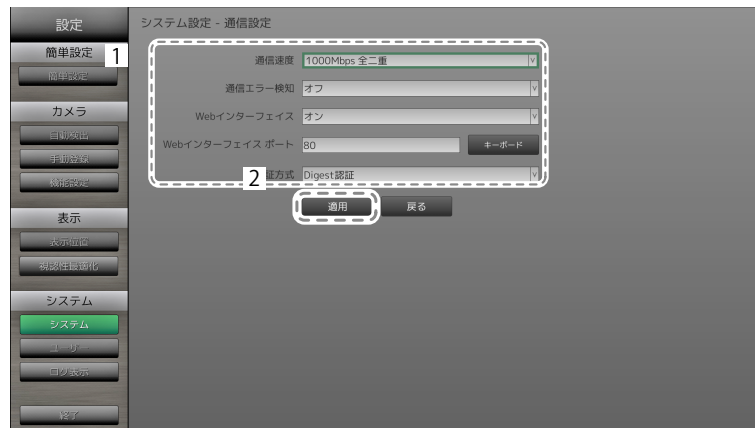 設定
システム設定 - 通信設定
簡単設定
1
簡単設定
通信速度 1000Mbps 全二重
通信エラー検知 オフ
カメラ
Webインターフェイス オン
自動検出
Webインターフェイス ポート 80 キーボード
手動登録
2 証方式 Digest認証
機能設定
適用 戻る
表示
表示位置
視認性最適化
システム
システム
ユーザー
ログ表示
終了